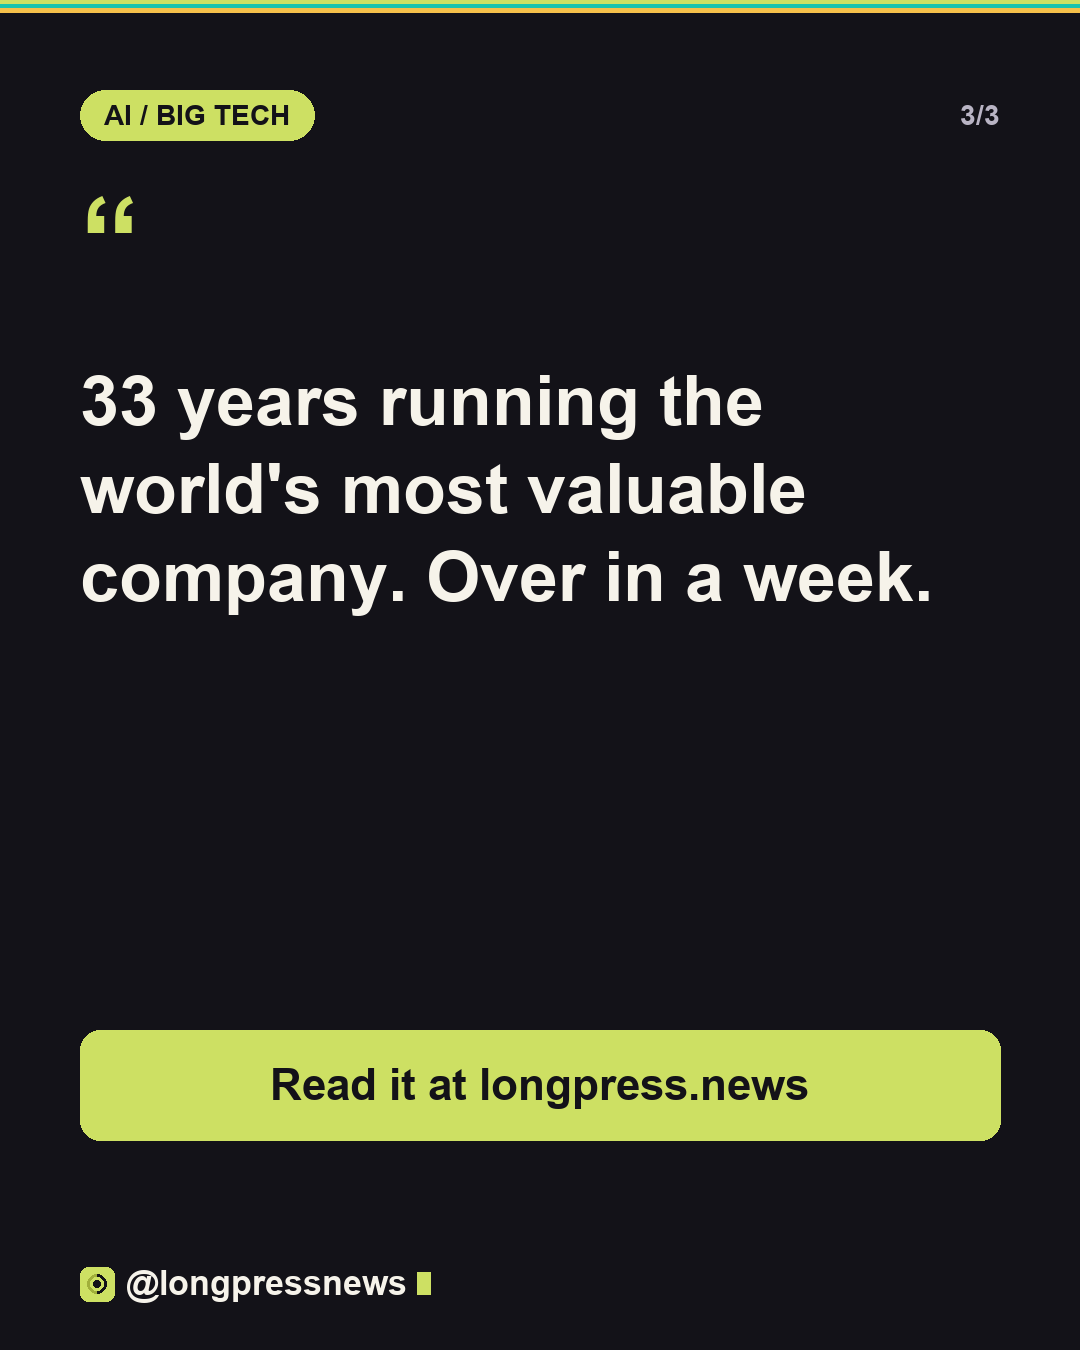 AI / BIG TECH
3/3
“
33 years running the
world's most valuable
company. Over in a week.
Read it at longpress.news
@longpressnews